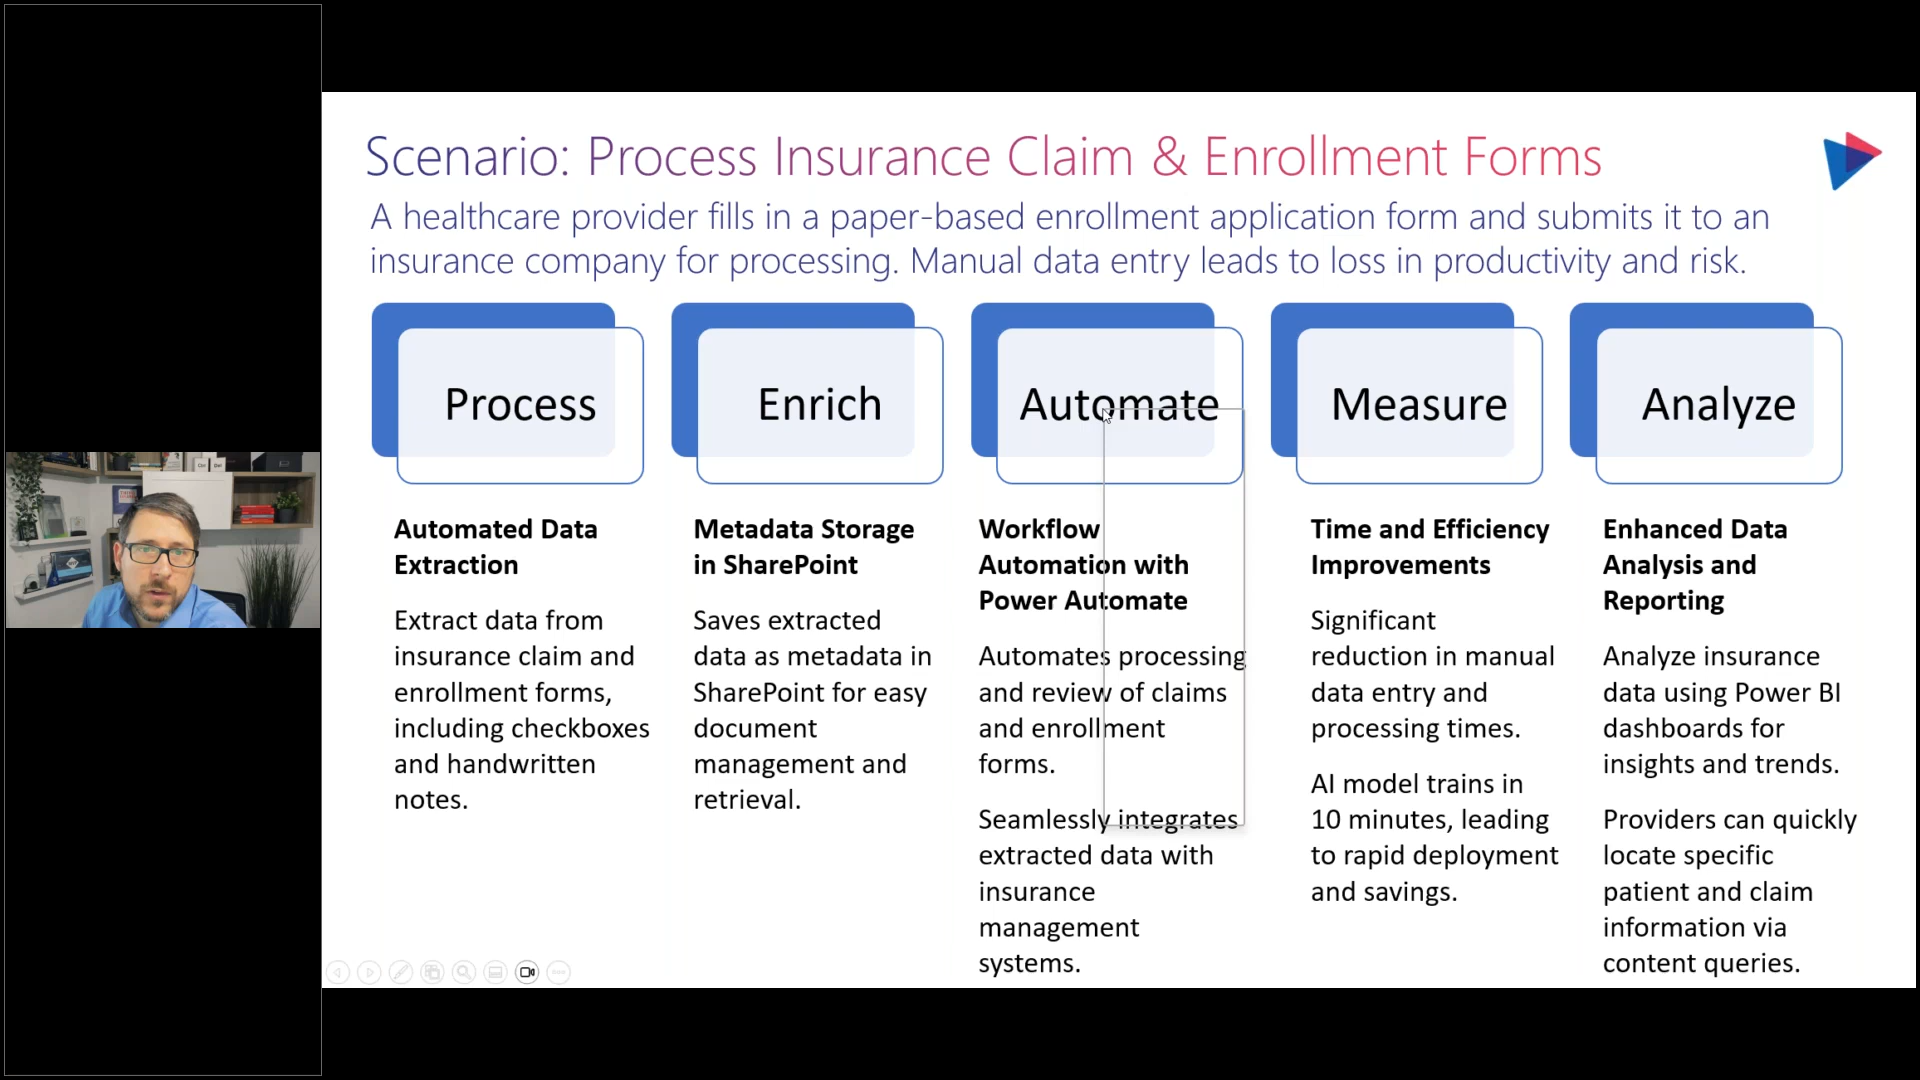 Scenario: Process Insurance Claim & Enrollment Forms
A healthcare provider fills in a paper-based enrollment application form and submits it to an
insurance company for processing. Manual data entry leads to loss in productivity and risk.
Process
Automated Data
Extraction
Extract data from
insurance claim and
enrollment forms,
including checkboxes
and handwritten
notes.
Enrich
Metadata Storage
in SharePoint
Saves extracted
data as metadata in
SharePoint for easy
document
management and
retrieval.
Automate
Workflow
Automation with
Power Automate
Automates processing
and review of claims
and enrollment
forms.
Seamlessly integrates
extracted data with
insurance
management
systems.
Measure
Time and Efficiency
Improvements
Significant
reduction in manual
data entry and
processing times.
AI model trains in
10 minutes, leading
to rapid deployment
and savings.
Analyze
Enhanced Data
Analysis and
Reporting
Analyze insurance
data using Power BI
dashboards for
insights and trends.
Providers can quickly
locate specific
patient and claim
information via
content queries.